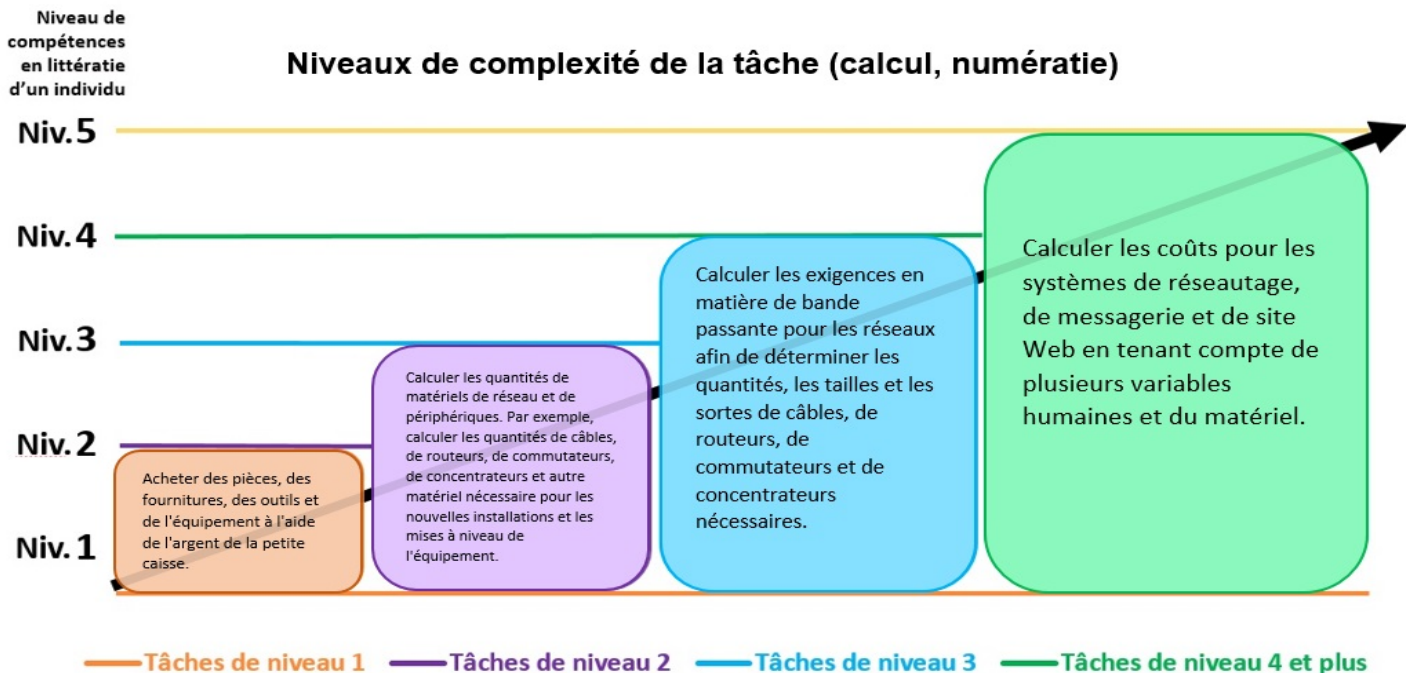 Niveau de
compétences
en littératie
d'un individu
Niveaux de complexité de la tâche (calcul, numératie)
Niv. 5
Niv. 4
Niv. 3
Niv. 2
Niv. 1
Acheter des pièces, des
fournitures, des outils et
de l'équipement à l'aide
de l'argent de la petite
caisse.
Calculer les quantités de
matériels de réseau et de
périphériques. Par exemple,
calculer les quantités de câbles,
de routeurs, de commutateurs,
de concentrateurs et autre
matériel nécessaire pour les
nouvelles installations et les
mises à niveau de
l'équipement.
Calculer les exigences en
matière de bande
passante pour les réseaux
afin de déterminer les
quantités, les tailles et les
sortes de câbles, de
routeurs, de
commutateurs et de
concentrateurs
nécessaires.
Calculer les coûts pour les
systèmes de réseautage,
de messagerie et de site
Web en tenant compte de
plusieurs variables
humaines et du matériel.
Tâches de niveau 1
Tâches de niveau 2
Tâches de niveau 3
Tâches de niveau 4 et plus